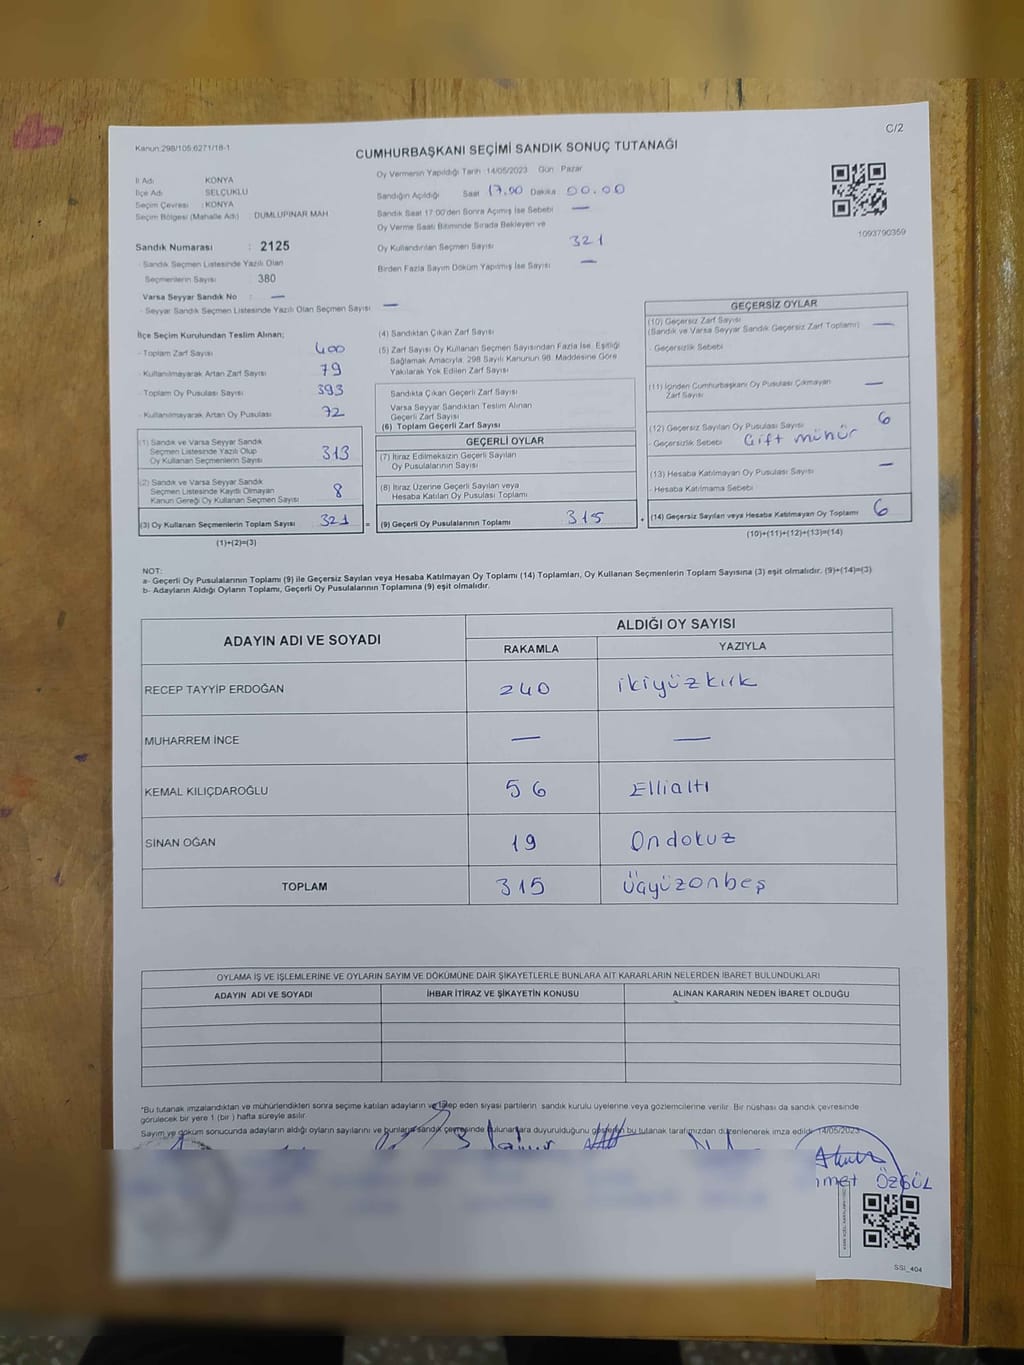 C/2
Kanun:298/105;6271/18-1
CUMHURBAŞKANI SEÇİMİ SANDIK SONUÇ TUTANAĞI
İl Adı : KONYA
İlçe Adı : SELÇUKLU
Seçim Çevresi : KONYA
Seçim Bölgesi (Mahalle Adı) : DUMLUPINAR MAH
Sandık Numarası : 2125
- Sandık Seçmen Listesinde Yazılı Olan
Seçmenlerin Sayısı : 380
Varsa Seyyar Sandık No : —
- Seyyar Sandık Seçmen Listesinde Yazılı Olan Seçmen Sayısı : —
Oy Vermenin Yapıldığı Tarih :14/05/2023 Gün : Pazar
Sandığın Açıldığı Saat 17.00 Dakika 00.00
Sandık Saat 17:00'den Sonra Açımış İse Sebebi —
Oy Verme Saati Bitiminde Sırada Bekleyen ve
Oy Kullandırılan Seçmen Sayısı 321
Birden Fazla Sayım Döküm Yapılmış İse Sayısı —
1093790359
İlçe Seçim Kurulundan Teslim Alınan;
- Toplam Zarf Sayısı 400
- Kullanılmayarak Artan Zarf Sayısı 79
- Toplam Oy Pusulası Sayısı 393
- Kullanılmayarak Artan Oy Pusulası 72
(1) Sandık ve Varsa Seyyar Sandık
Seçmen Listesinde Yazılı Olup
Oy Kullanan Seçmenlerin Sayısı 313
(2) Sandık ve Varsa Seyyar Sandık
Seçmen Listesinde Kayıtlı Olmayan
Kanun Gereği Oy Kullanan Seçmen Sayısı 8
(3) Oy Kullanan Seçmenlerin Toplam Sayısı 321 =
(1)+(2)=(3)
(4) Sandıktan Çıkan Zarf Sayısı
(5) Zarf Sayısı Oy Kullanan Seçmen Sayısından Fazla İse, Eşitliği
Sağlamak Amacıyla, 298 Sayılı Kanunun 98. Maddesine Göre
Yakılarak Yok Edilen Zarf Sayısı
Sandıkta Çıkan Geçerli Zarf Sayısı
Varsa Seyyar Sandıktan Teslim Alınan
Geçerli Zarf Sayısı
(6) Toplam Geçerli Zarf Sayısı
GEÇERLİ OYLAR
(7) İtiraz Edilmeksizin Geçerli Sayılan
Oy Pusulalarının Sayısı
(8) İtiraz Üzerine Geçerli Sayılan veya
Hesaba Katılan Oy Pusulası Toplamı
(9) Geçerli Oy Pusulalarının Toplamı 315 +
GEÇERSİZ OYLAR
(10) Geçersiz Zarf Sayısı
(Sandık ve Varsa Seyyar Sandık Geçersiz Zarf Toplamı) —
- Geçersizlik Sebebi :
(11) İçinden Cumhurbaşkanı Oy Pusulası Çıkmayan
Zarf Sayısı —
(12) Geçersiz Sayılan Oy Pusulası Sayısı 6
- Geçersizlik Sebebi : Çift mühür
(13) Hesaba Katılmayan Oy Pusulası Sayısı —
- Hesaba Katılmama Sebebi :
(14) Geçersiz Sayılan veya Hesaba Katılmayan Oy Toplamı 6
(10)+(11)+(12)+(13)=(14)
NOT:
a- Geçerli Oy Pusulalarının Toplamı (9) ile Geçersiz Sayılan veya Hesaba Katılmayan Oy Toplamı (14) Toplamları, Oy Kullanan Seçmenlerin Toplam Sayısına (3) eşit olmalıdır. (9)+(14)=(3)
b- Adayların Aldığı Oyların Toplamı, Geçerli Oy Pusulalarının Toplamına (9) eşit olmalıdır.
ADAYIN ADI VE SOYADI
ALDIĞI OY SAYISI
RAKAMLA YAZIYLA
RECEP TAYYİP ERDOĞAN 240 ikiyüzkırk
MUHARREM İNCE — —
KEMAL KILIÇDAROĞLU 56 Ellialtı
SİNAN OĞAN 19 Ondokuz
TOPLAM 315 Üçyüzonbeş
OYLAMA İŞ VE İŞLEMLERİNE VE OYLARIN SAYIM VE DÖKÜMÜNE DAİR ŞİKAYETLERLE BUNLARA AİT KARARLARIN NELERDEN İBARET BULUNDUKLARI
ADAYIN ADI VE SOYADI İHBAR İTİRAZ VE ŞİKAYETİN KONUSU ALINAN KARARIN NEDEN İBARET OLDUĞU
*Bu tutanak imzalandıktan ve mühürlendikten sonra seçime katılan adayların ve talep eden siyasi partilerin sandık kurulu üyelerine veya gözlemcilerine verilir. Bir nüshası da sandık çevresinde
görülecek bir yere 1 (bir ) hafta süreyle asılır.
Sayım ve döküm sonucunda adayların aldığı oyların sayılarını ve bunların sandık çevresinde bulunanlara duyurulduğunu gösteren bu tutanak tarafımızdan düzenlenerek imza edildi. 14/05/2023
ÖZGÜL
SSI_404